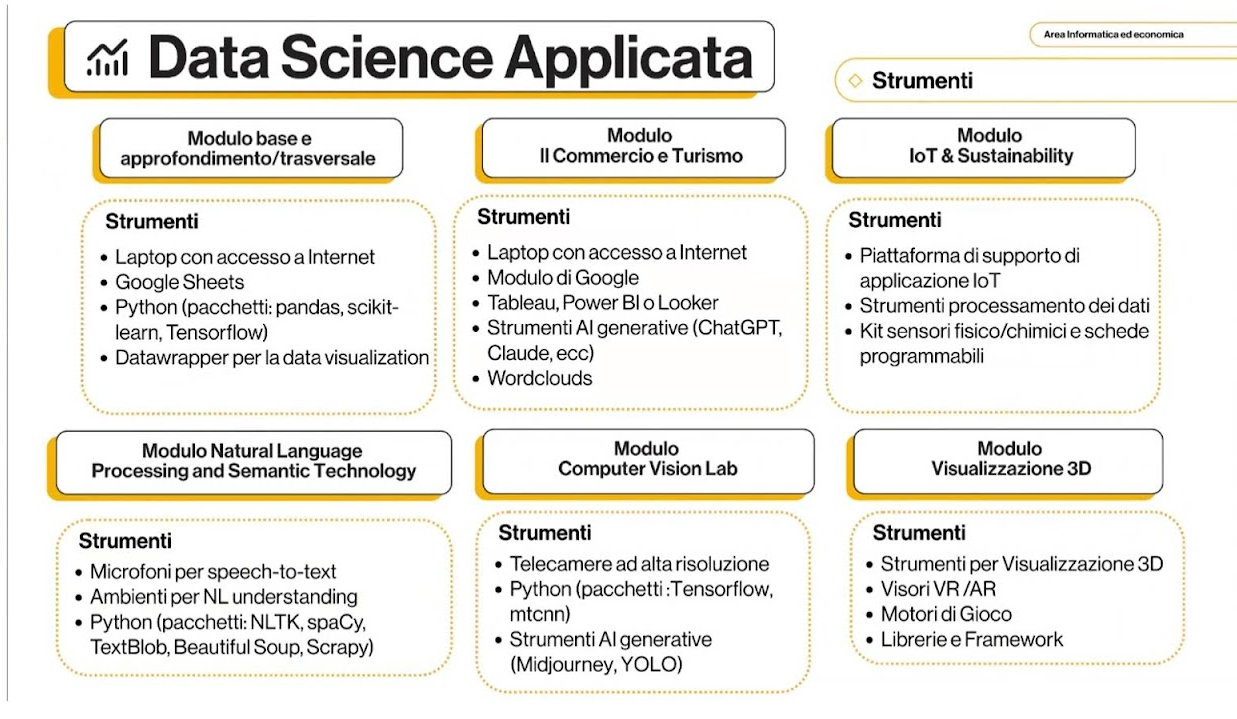 Data Science Applicata
Area Informatica ed economica
Strumenti
Modulo base e
approfondimento/trasversale
Strumenti
• Laptop con accesso a Internet
• Google Sheets
• Python (pacchetti: pandas, scikit-
learn, Tensorflow)
• Datawrapper per la data visualization
Modulo
Il Commercio e Turismo
Strumenti
• Laptop con accesso a Internet
• Modulo di Google
• Tableau, Power BI o Looker
• Strumenti AI generative (ChatGPT,
Claude, ecc)
• Wordclouds
Modulo
IoT & Sustainability
Strumenti
• Piattaforma di supporto di
applicazione IoT
• Strumenti processamento dei dati
• Kit sensori fisico/chimici e schede
programmabili
Modulo Natural Language
Processing and Semantic Technology
Strumenti
• Microfoni per speech-to-text
• Ambienti per NL understanding
• Python (pacchetti: NLTK, spaCy,
TextBlob, Beautiful Soup, Scrapy)
Modulo
Computer Vision Lab
Strumenti
• Telecamere ad alta risoluzione
• Python (pacchetti :Tensorflow,
mtcnn)
• Strumenti AI generative
(Midjourney, YOLO)
Modulo
Visualizzazione 3D
Strumenti
• Strumenti per Visualizzazione 3D
• Visori VR /AR
• Motori di Gioco
• Librerie e Framework